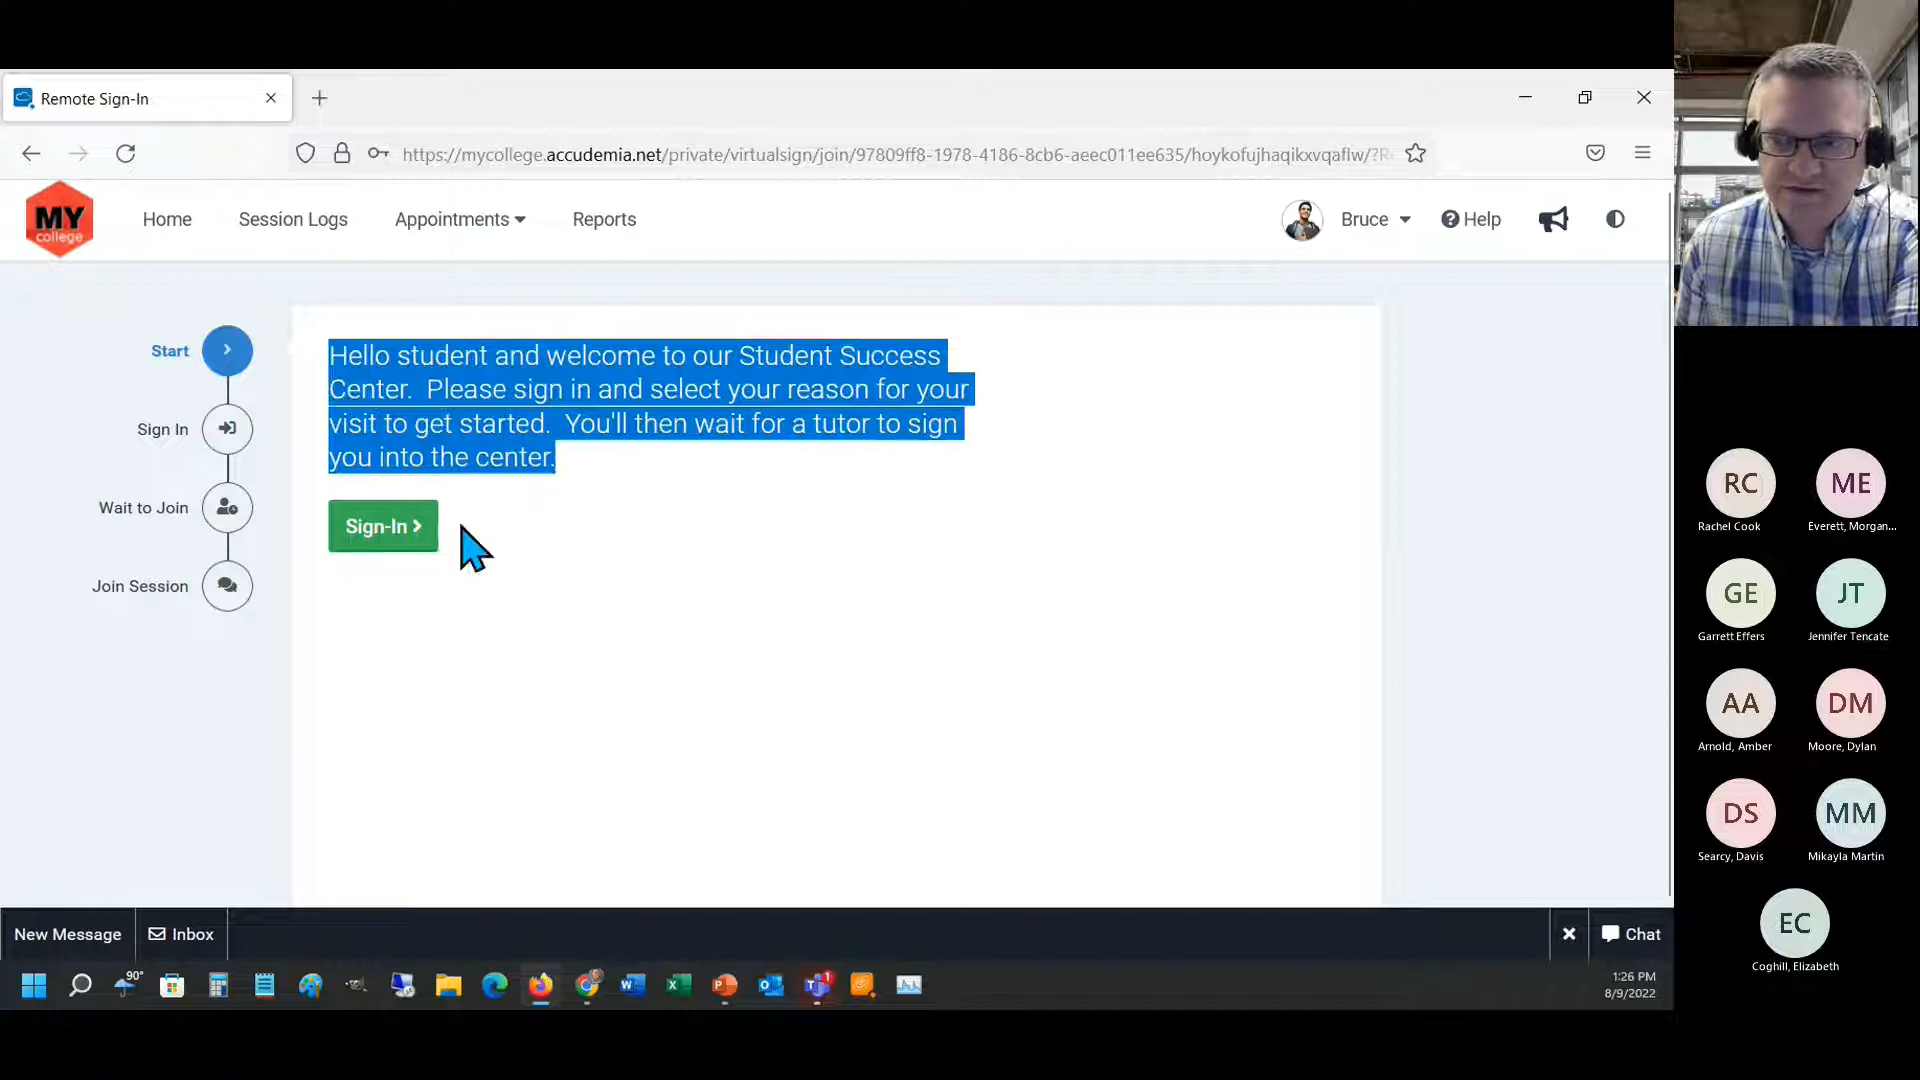 Remote Sign-In
https://mycollege.accudemia.net/private/virtualsign/join/97809ff8-1978-4186-8cb6-aeec011ee635/hoykofujhaqikxvqaflw/?R
MY
college
Home
Session Logs
Appointments
Reports
Bruce
Help
Start
Sign In
Wait to Join
Join Session
Hello student and welcome to our Student Success
Center. Please sign in and select your reason for your
visit to get started. You'll then wait for a tutor to sign
you into the center.
Sign-In
New Message
Inbox
Chat
90°
1
1:26 PM
8/9/2022
RC
Rachel Cook
ME
Everett, Morgan...
GE
Garrett Effers
JT
Jennifer Tencate
AA
Arnold, Amber
DM
Moore, Dylan
DS
Searcy, Davis
MM
Mikayla Martin
EC
Coghill, Elizabeth